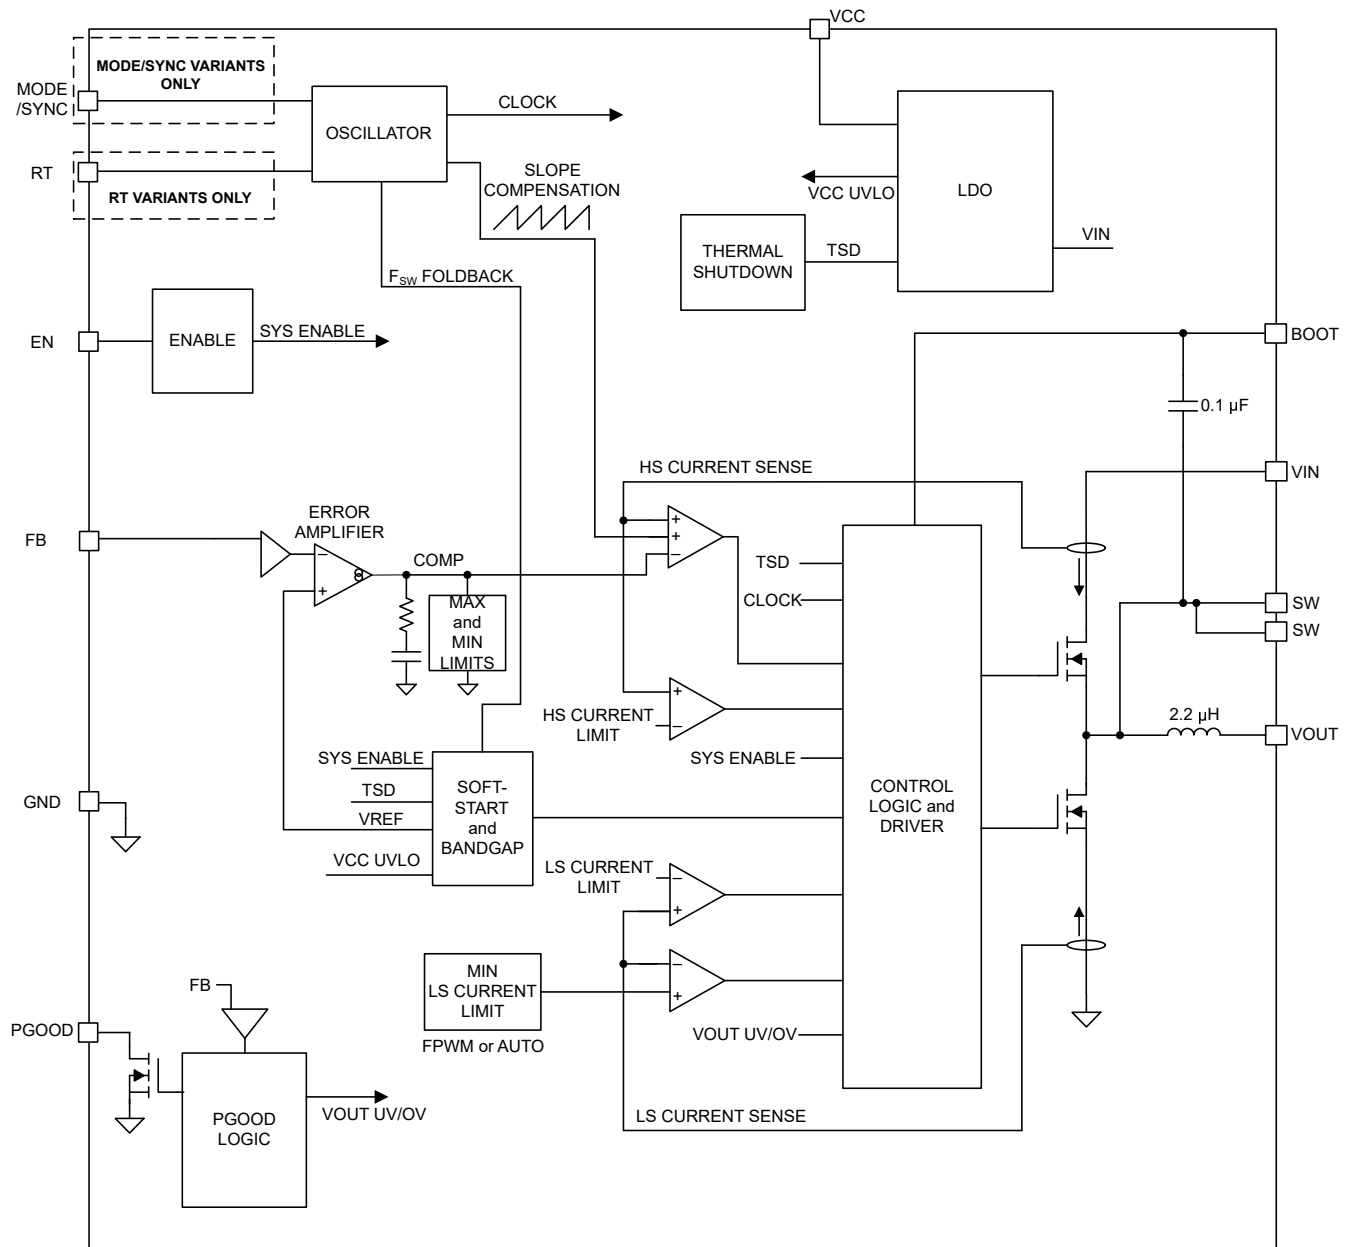 VCC
MODE/SYNC VARIANTS
ONLY
MODE
/SYNC
OSCILLATOR
CLOCK
RT
RT VARIANTS ONLY
SLOPE
COMPENSATION
VCC UVLO
LDO
THERMAL
SHUTDOWN
TSD
VIN
FSW FOLDBACK
EN
ENABLE
SYS ENABLE
BOOT
0.1 µF
HS CURRENT SENSE
VIN
FB
ERROR
AMPLIFIER
−
+
COMP
+
+
−
MAX
and
MIN
LIMITS
TSD
CLOCK
SW
SW
HS CURRENT
LIMIT
+
−
2.2 µH
VOUT
SYS ENABLE
SYS ENABLE
TSD
VREF
VCC UVLO
SOFT-
START
and
BANDGAP
CONTROL
LOGIC and
DRIVER
GND
LS CURRENT
LIMIT
−
+
MIN
LS CURRENT
LIMIT
FPWM or AUTO
−
+
FB
PGOOD
VOUT UV/OV
PGOOD
LOGIC
VOUT UV/OV
LS CURRENT SENSE